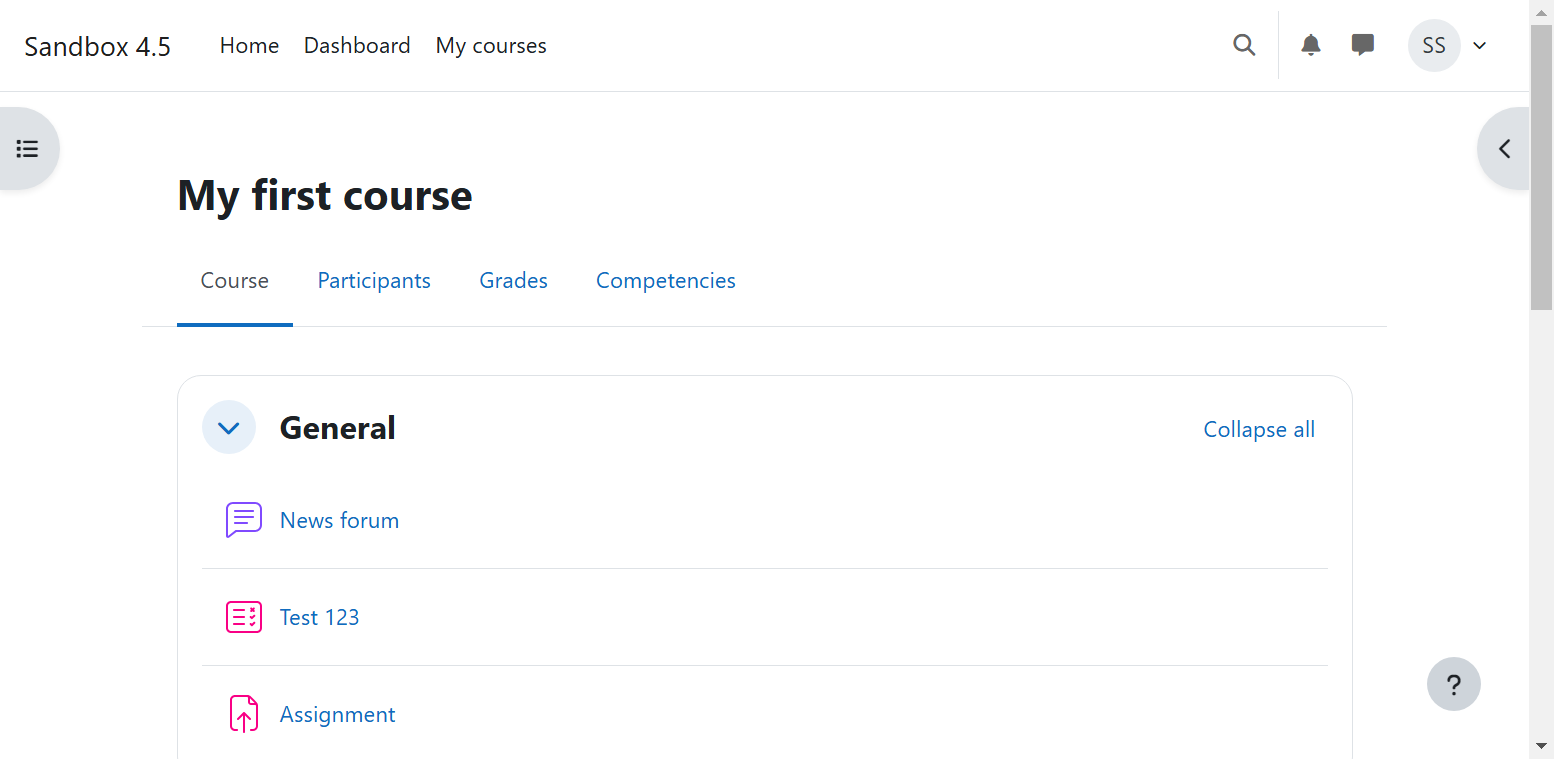 Sandbox 4.5 Home Dashboard My courses SS
My first course
Course Participants Grades Competencies
General Collapse all
News forum
Test 123
Assignment
?